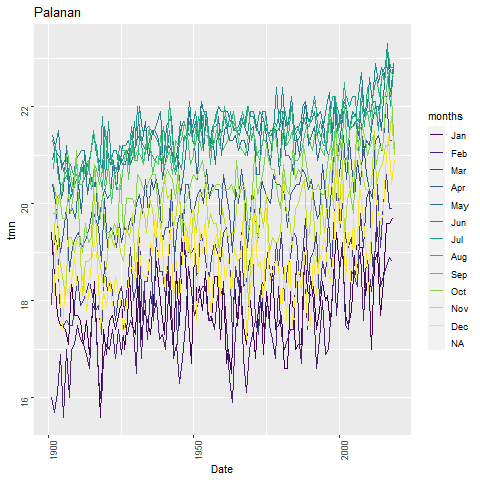 Palanan
tmn
22
20
18
16
1900
1950
2000
Date
months
Jan
Feb
Mar
Apr
May
Jun
Jul
Aug
Sep
Oct
Nov
Dec
NA